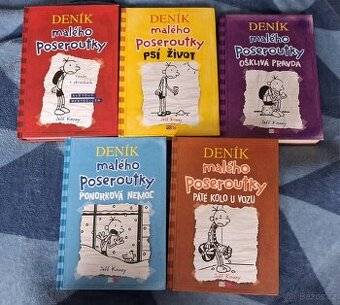 DENÍK
malého
Poseroutky
Jeff Kinney
DENÍK
malého
Poseroutky
PSÍ ŽIVOT
Jeff Kinney
DENÍK
malého
Poseroutky
OŠKLIVÁ PRAVDA
Jeff Kinney
DENÍK
malého
Poseroutky
PONORKOVÁ NEMOC
Jeff Kinney
DENÍK
malého
Poseroutky
PÁTÉ KOLO U VOZU
Jeff Kinney